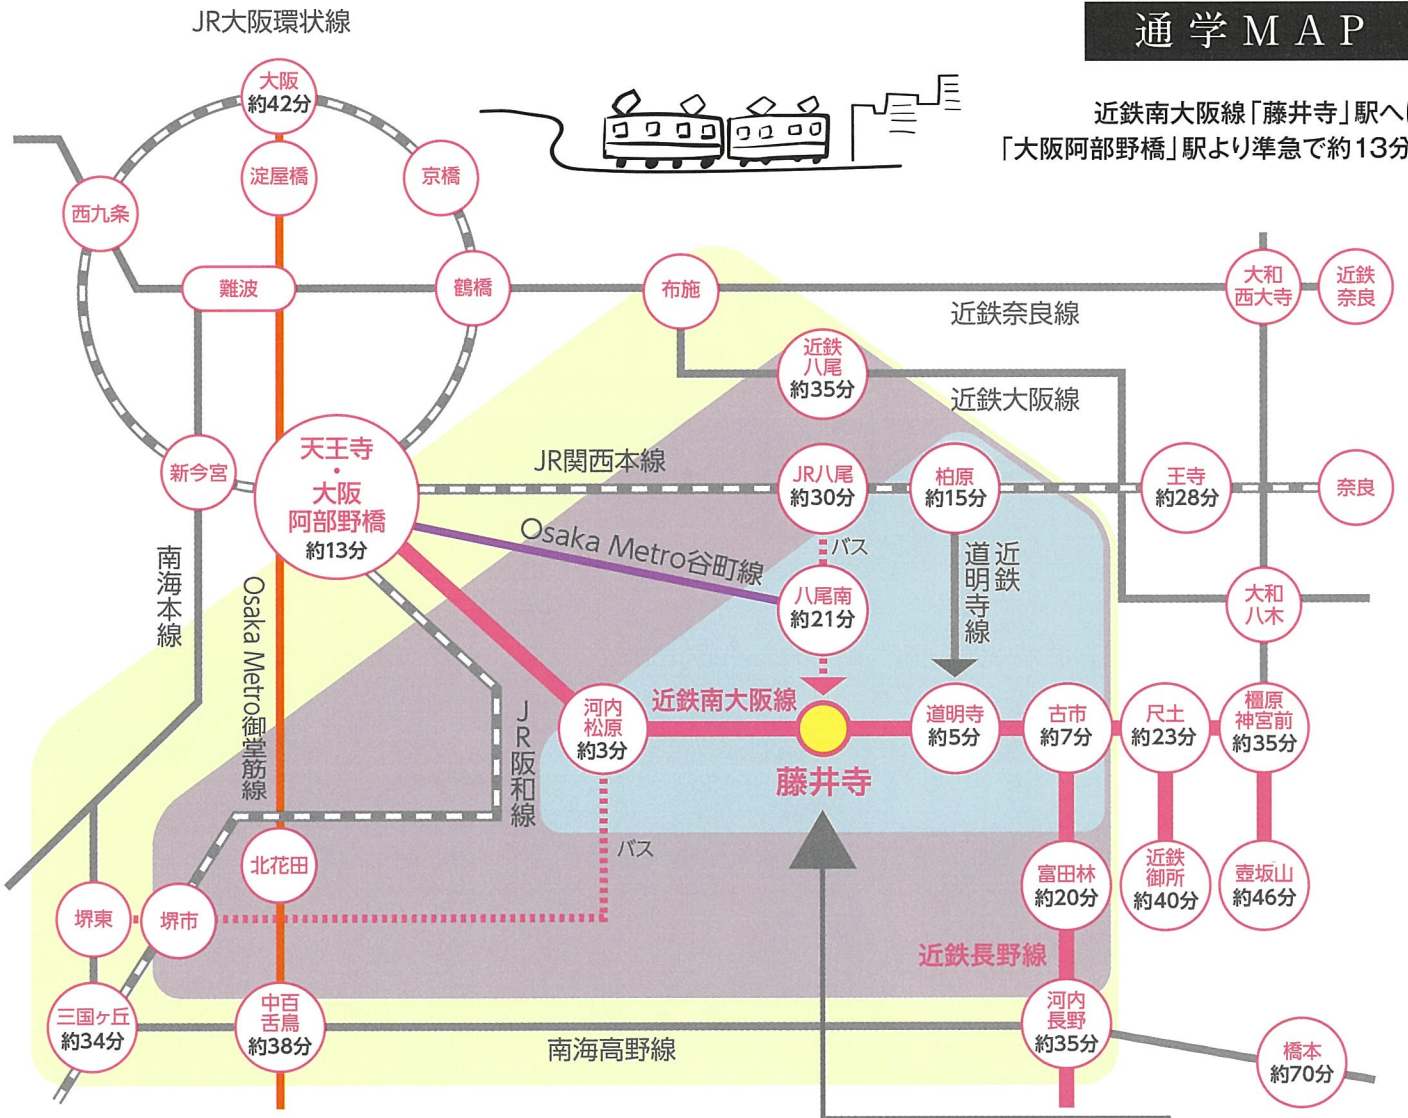 JR大阪環状線
通学MAP
近鉄南大阪線「藤井寺」駅へ
「大阪阿部野橋」駅より準急で約13分
大阪
約42分
淀屋橋
京橋
西九条
難波
鶴橋
布施
大和
西大寺
近鉄
奈良
近鉄奈良線
近鉄
八尾
約35分
近鉄大阪線
新今宮
天王寺
・
大阪
阿部野橋
約13分
JR関西本線
JR八尾
約30分
柏原
約15分
王寺
約28分
奈良
バス
Osaka Metro谷町線
八尾南
約21分
近鉄
道明寺線
大和
八木
南海本線
Osaka Metro御堂筋線
JR阪和線
河内
松原
約3分
近鉄南大阪線
藤井寺
道明寺
約5分
古市
約7分
尺土
約23分
橿原
神宮前
約35分
バス
北花田
富田林
約20分
近鉄
御所
約40分
壺坂山
約46分
堺東
堺市
近鉄長野線
三国ヶ丘
約34分
中百
舌鳥
約38分
南海高野線
河内
長野
約35分
橋本
約70分